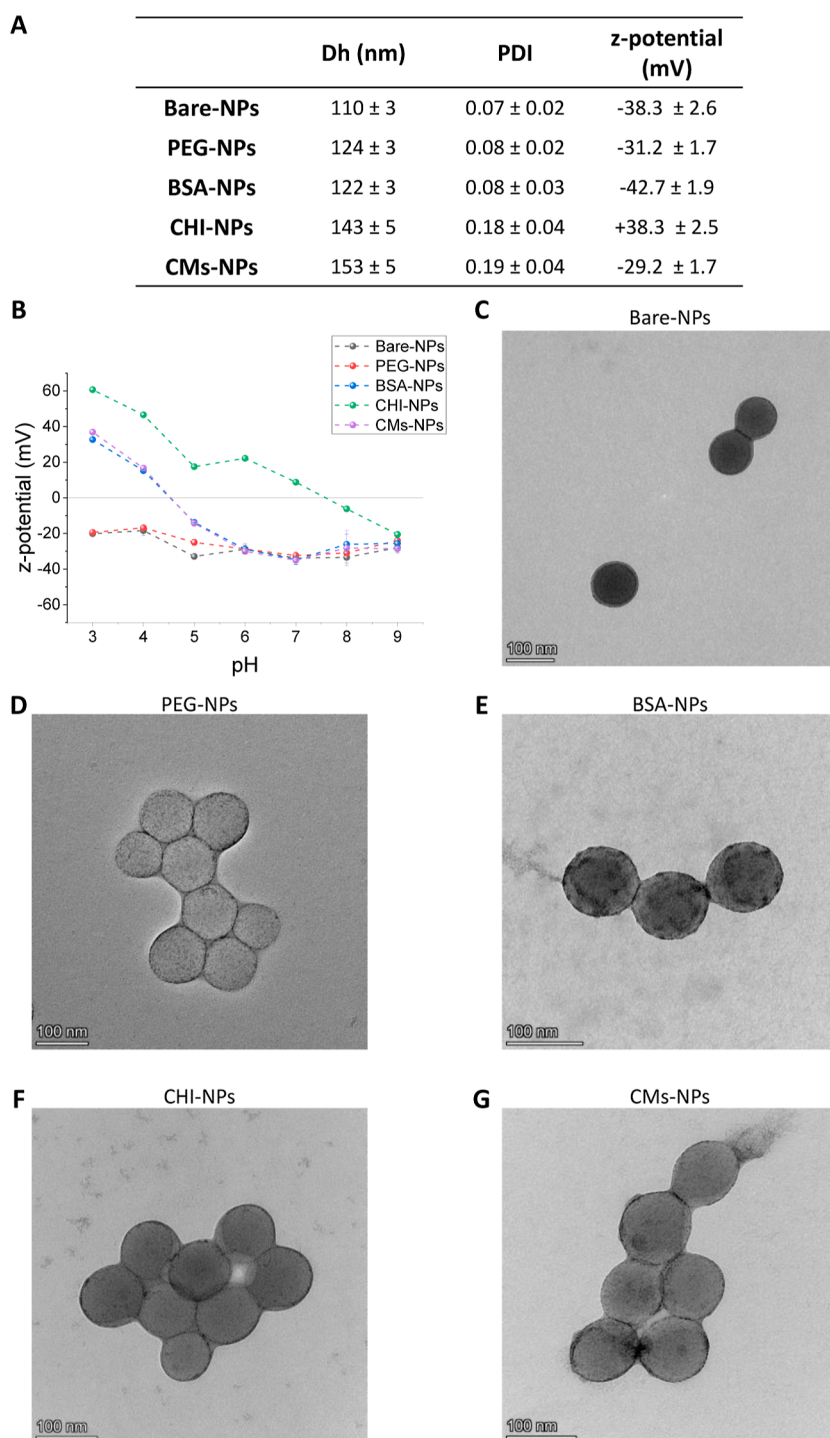 A
Dh (nm) PDI z-potential (mV)
Bare-NPs 110 ± 3 0.07 ± 0.02 -38.3 ± 2.6
PEG-NPs 124 ± 3 0.08 ± 0.02 -31.2 ± 1.7
BSA-NPs 122 ± 3 0.08 ± 0.03 -42.7 ± 1.9
CHI-NPs 143 ± 5 0.18 ± 0.04 +38.3 ± 2.5
CMs-NPs 153 ± 5 0.19 ± 0.04 -29.2 ± 1.7
B
Bare-NPs
PEG-NPs
BSA-NPs
CHI-NPs
CMs-NPs
z-potential (mV)
60
40
20
0
-20
-40
-60
3 4 5 6 7 8 9
pH
C
Bare-NPs
100 nm
D
PEG-NPs
100 nm
E
BSA-NPs
100 nm
F
CHI-NPs
100 nm
G
CMs-NPs
100 nm